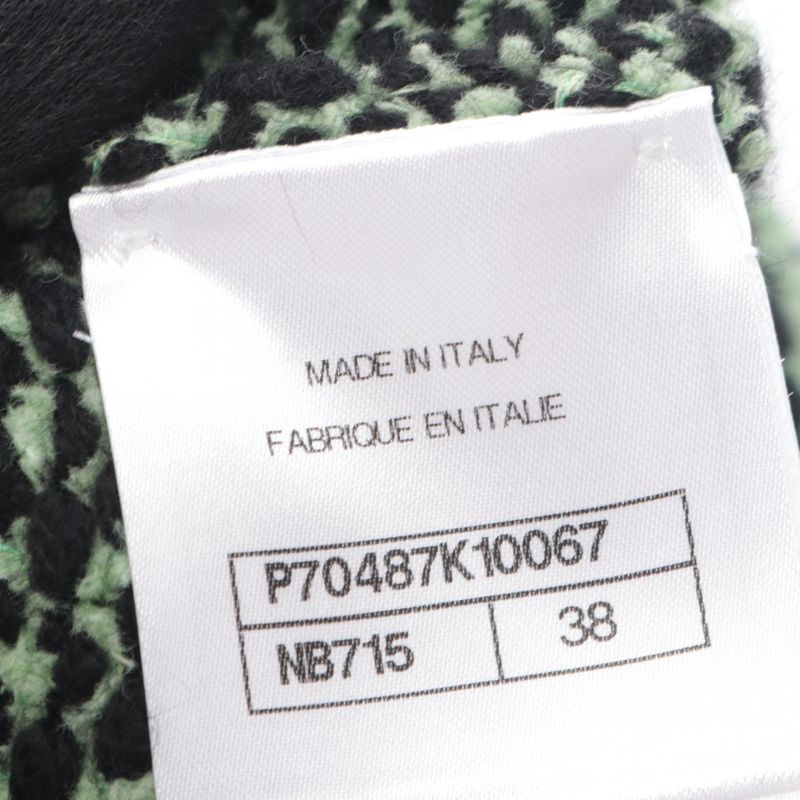 MADE IN ITALY
FABRIQUE EN ITALIE
P70487K10067
NB715 38